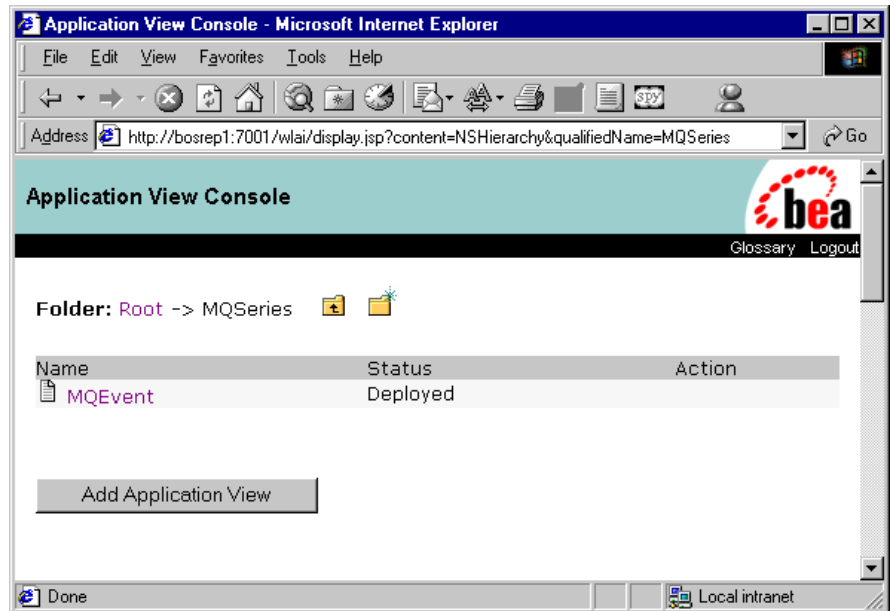 Application View Console - Microsoft Internet Explorer
File Edit View Favorites Tools Help
SPY
Address http://bosrep1:7001/wlai/display.jsp?content=NSHierarchy&qualifiedName=MQSeries Go
Application View Console
bea
Glossary Logout
Folder: Root -> MQSeries
Name Status Action
MQEvent Deployed
Add Application View
Done Local intranet